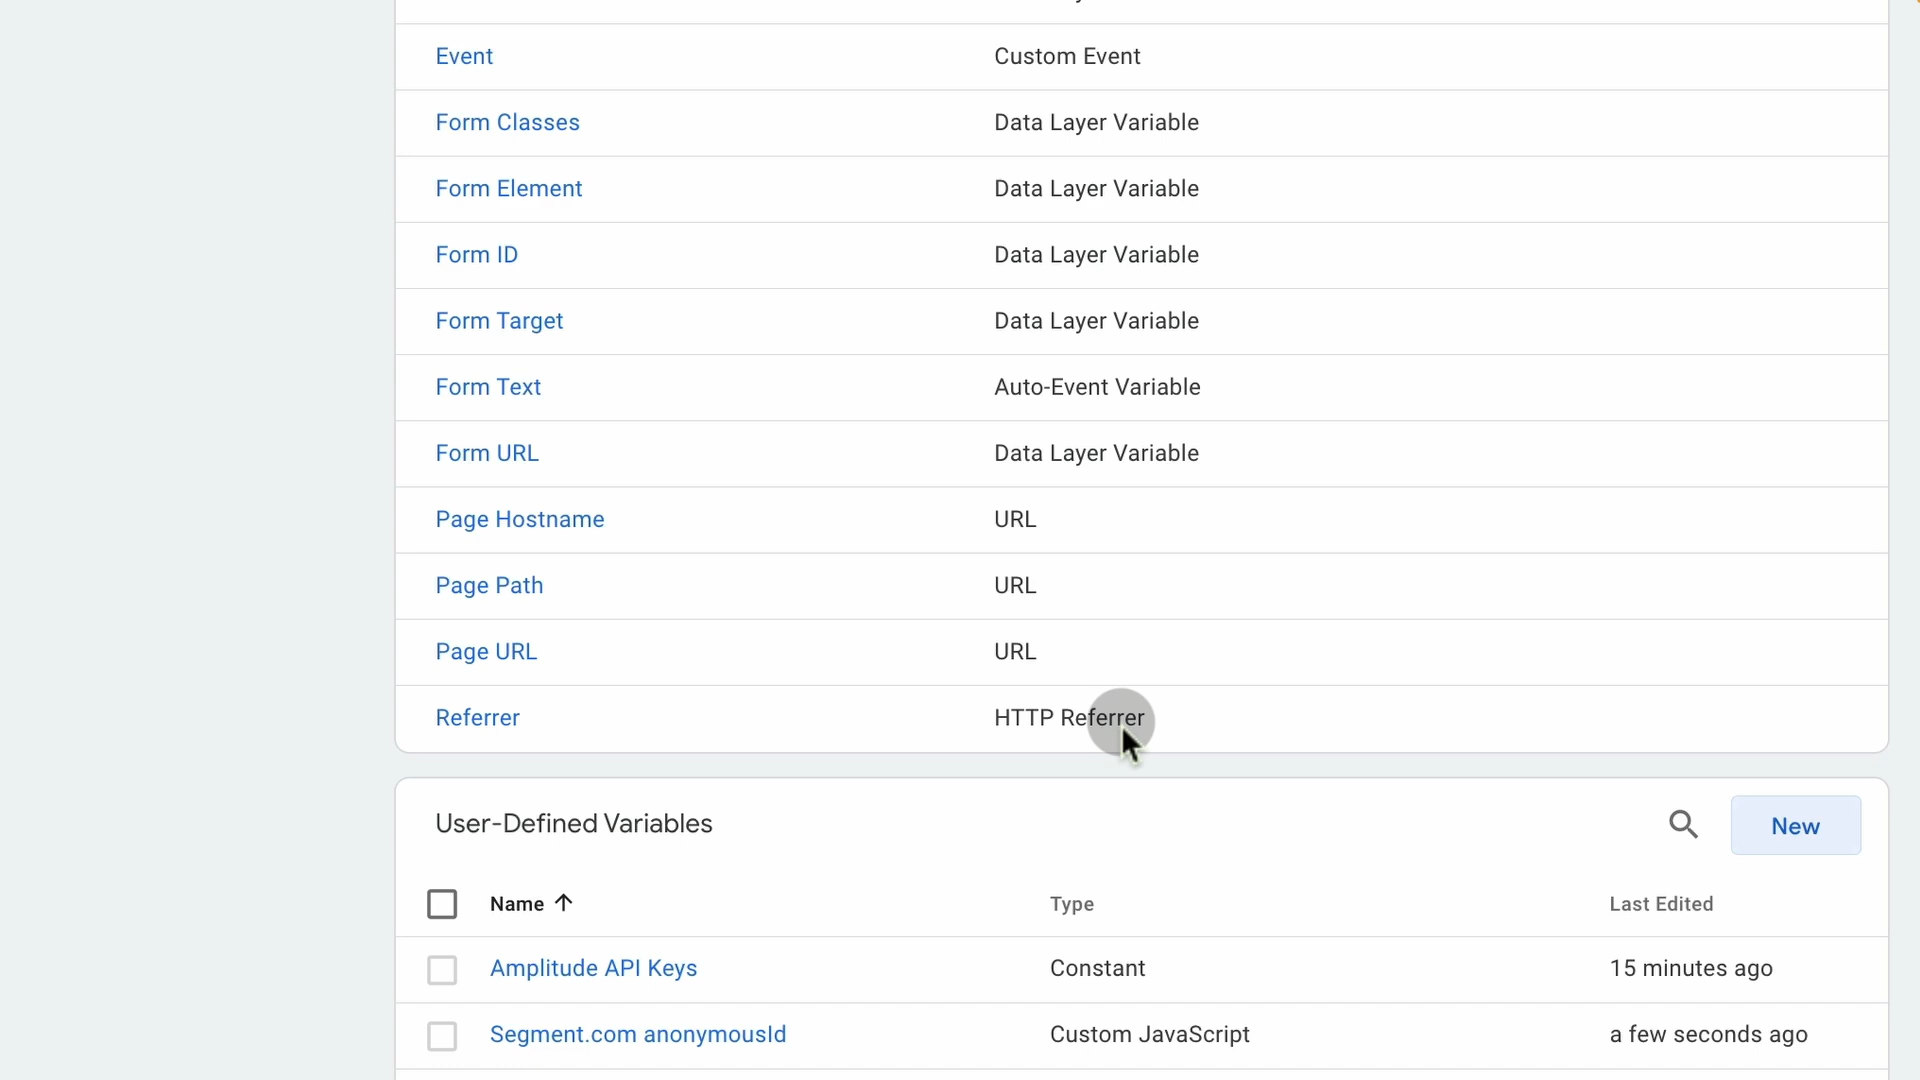 Event Custom Event
Form Classes Data Layer Variable
Form Element Data Layer Variable
Form ID Data Layer Variable
Form Target Data Layer Variable
Form Text Auto-Event Variable
Form URL Data Layer Variable
Page Hostname URL
Page Path URL
Page URL URL
Referrer HTTP Referrer
User-Defined Variables New
Name Type Last Edited
Amplitude API Keys Constant 15 minutes ago
Segment.com anonymousId Custom JavaScript a few seconds ago